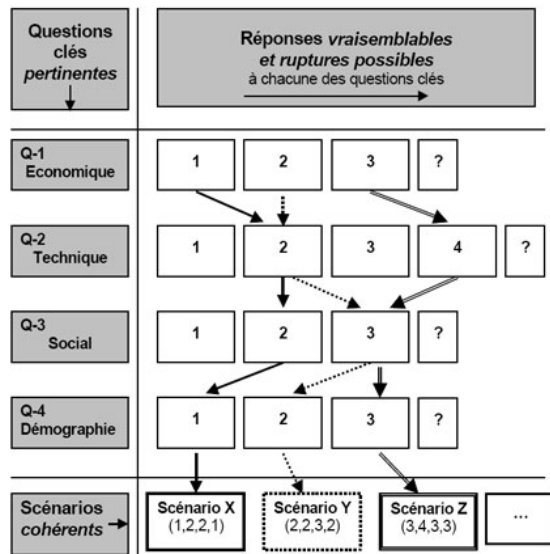 Questions
clés
pertinentes
Réponses vraisemblables
et ruptures possibles
à chacune des questions clés
Q-1
Economique
1 2 3 ?
Q-2
Technique
1 2 3 4 ?
Q-3
Social
1 2 3 ?
Q-4
Démographie
1 2 3 ?
Scénarios
cohérents
Scénario X
(1,2,2,1)
Scénario Y
(2,2,3,2)
Scénario Z
(3,4,3,3)
...